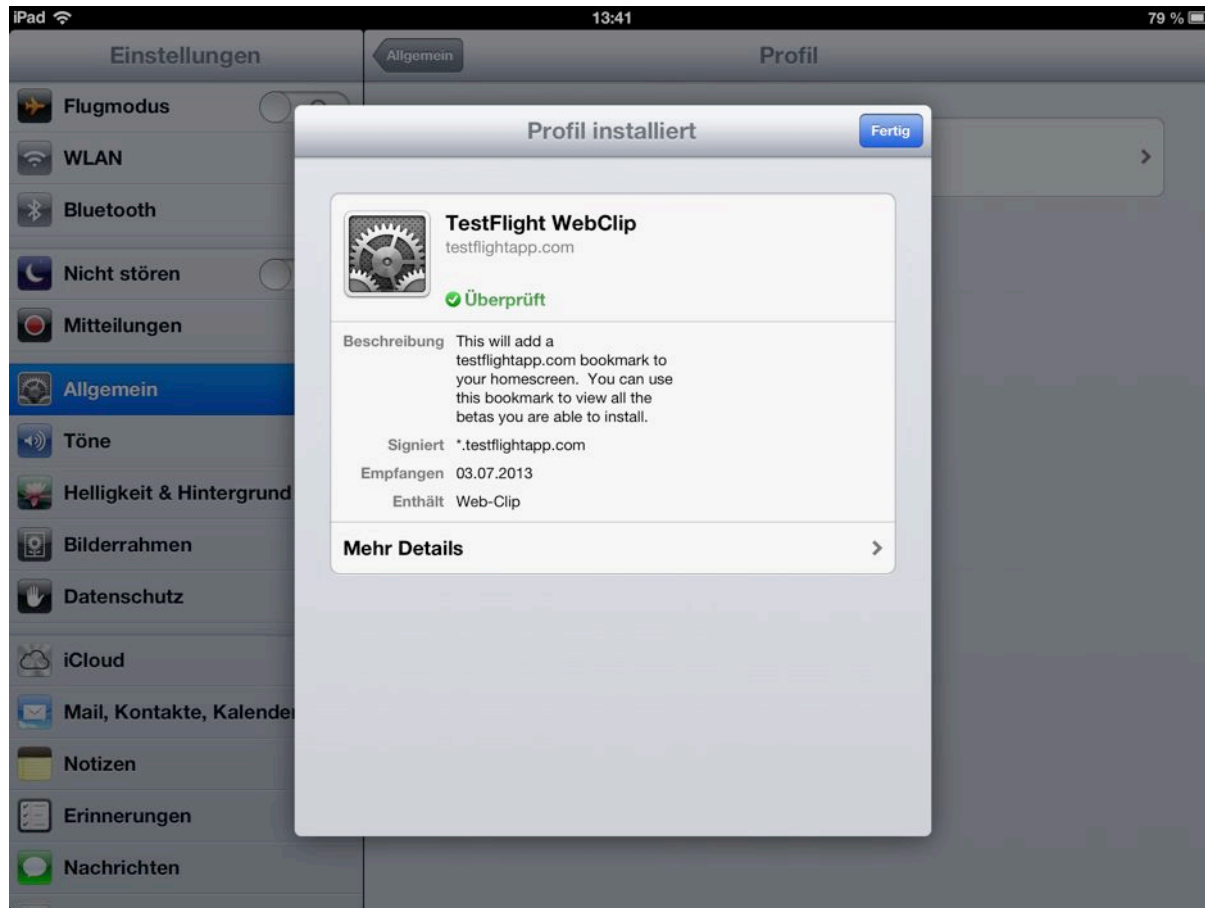 iPad 13:41 79 %
Einstellungen
Allgemein
Profil
Flugmodus
WLAN
Bluetooth
Nicht stören
Mitteilungen
Allgemein
Töne
Helligkeit & Hintergrund
Bilderrahmen
Datenschutz
iCloud
Mail, Kontakte, Kalender
Notizen
Erinnerungen
Nachrichten
Profil installiert
Fertig
TestFlight WebClip
testflightapp.com
Überprüft
Beschreibung This will add a
testflightapp.com bookmark to
your homescreen. You can use
this bookmark to view all the
betas you are able to install.
Signiert *.testflightapp.com
Empfangen 03.07.2013
Enthält Web-Clip
Mehr Details